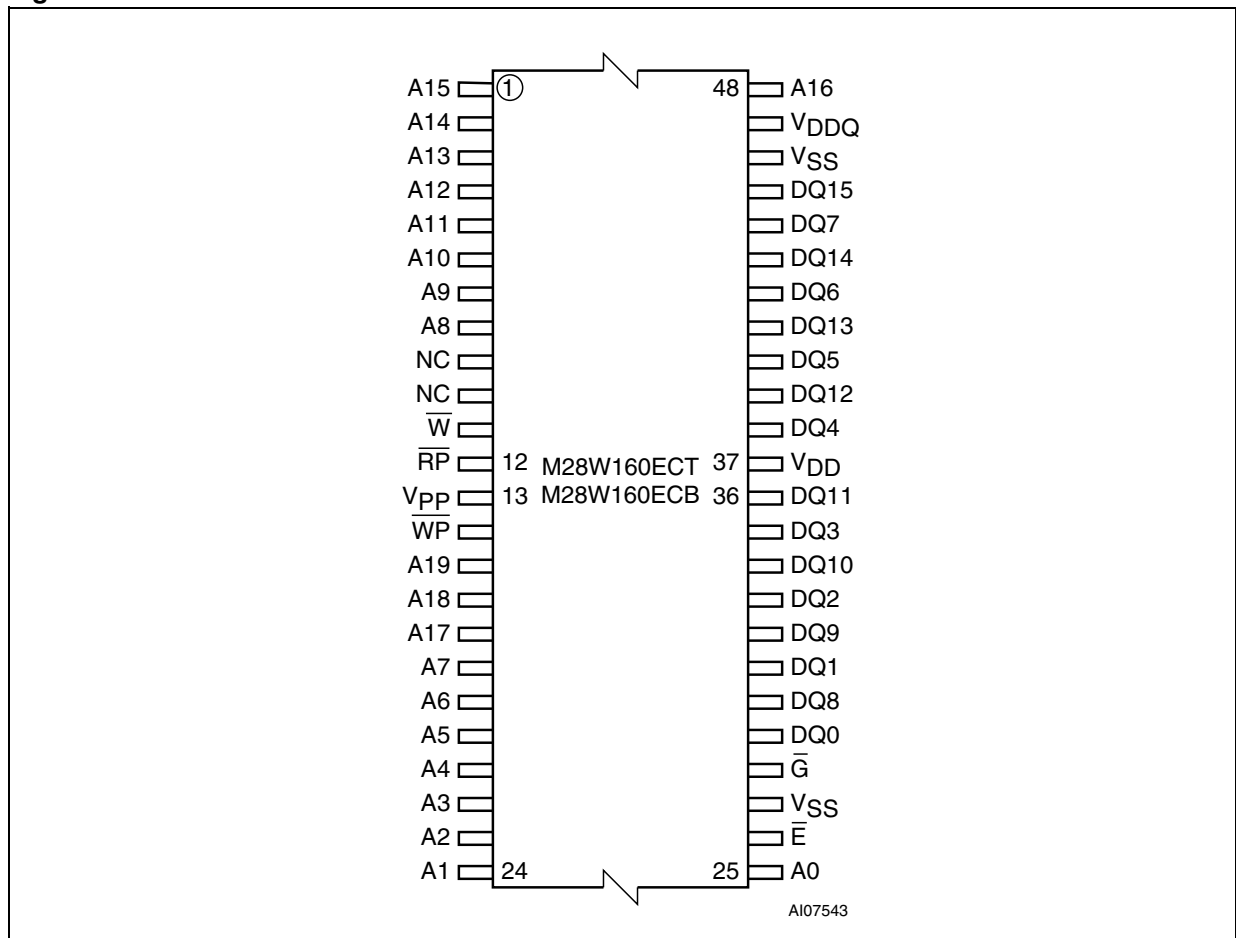 A15 1 48 A16
A14 VDDQ
A13 VSS
A12 DQ15
A11 DQ7
A10 DQ14
A9 DQ6
A8 DQ13
NC DQ5
NC DQ12
W̅ DQ4
R̅P̅ 12 M28W160ECT 37 VDD
VPP 13 M28W160ECB 36 DQ11
W̅P̅ DQ3
A19 DQ10
A18 DQ2
A17 DQ9
A7 DQ1
A6 DQ8
A5 DQ0
A4 G̅
A3 VSS
A2 E̅
A1 24 25 A0
AI07543